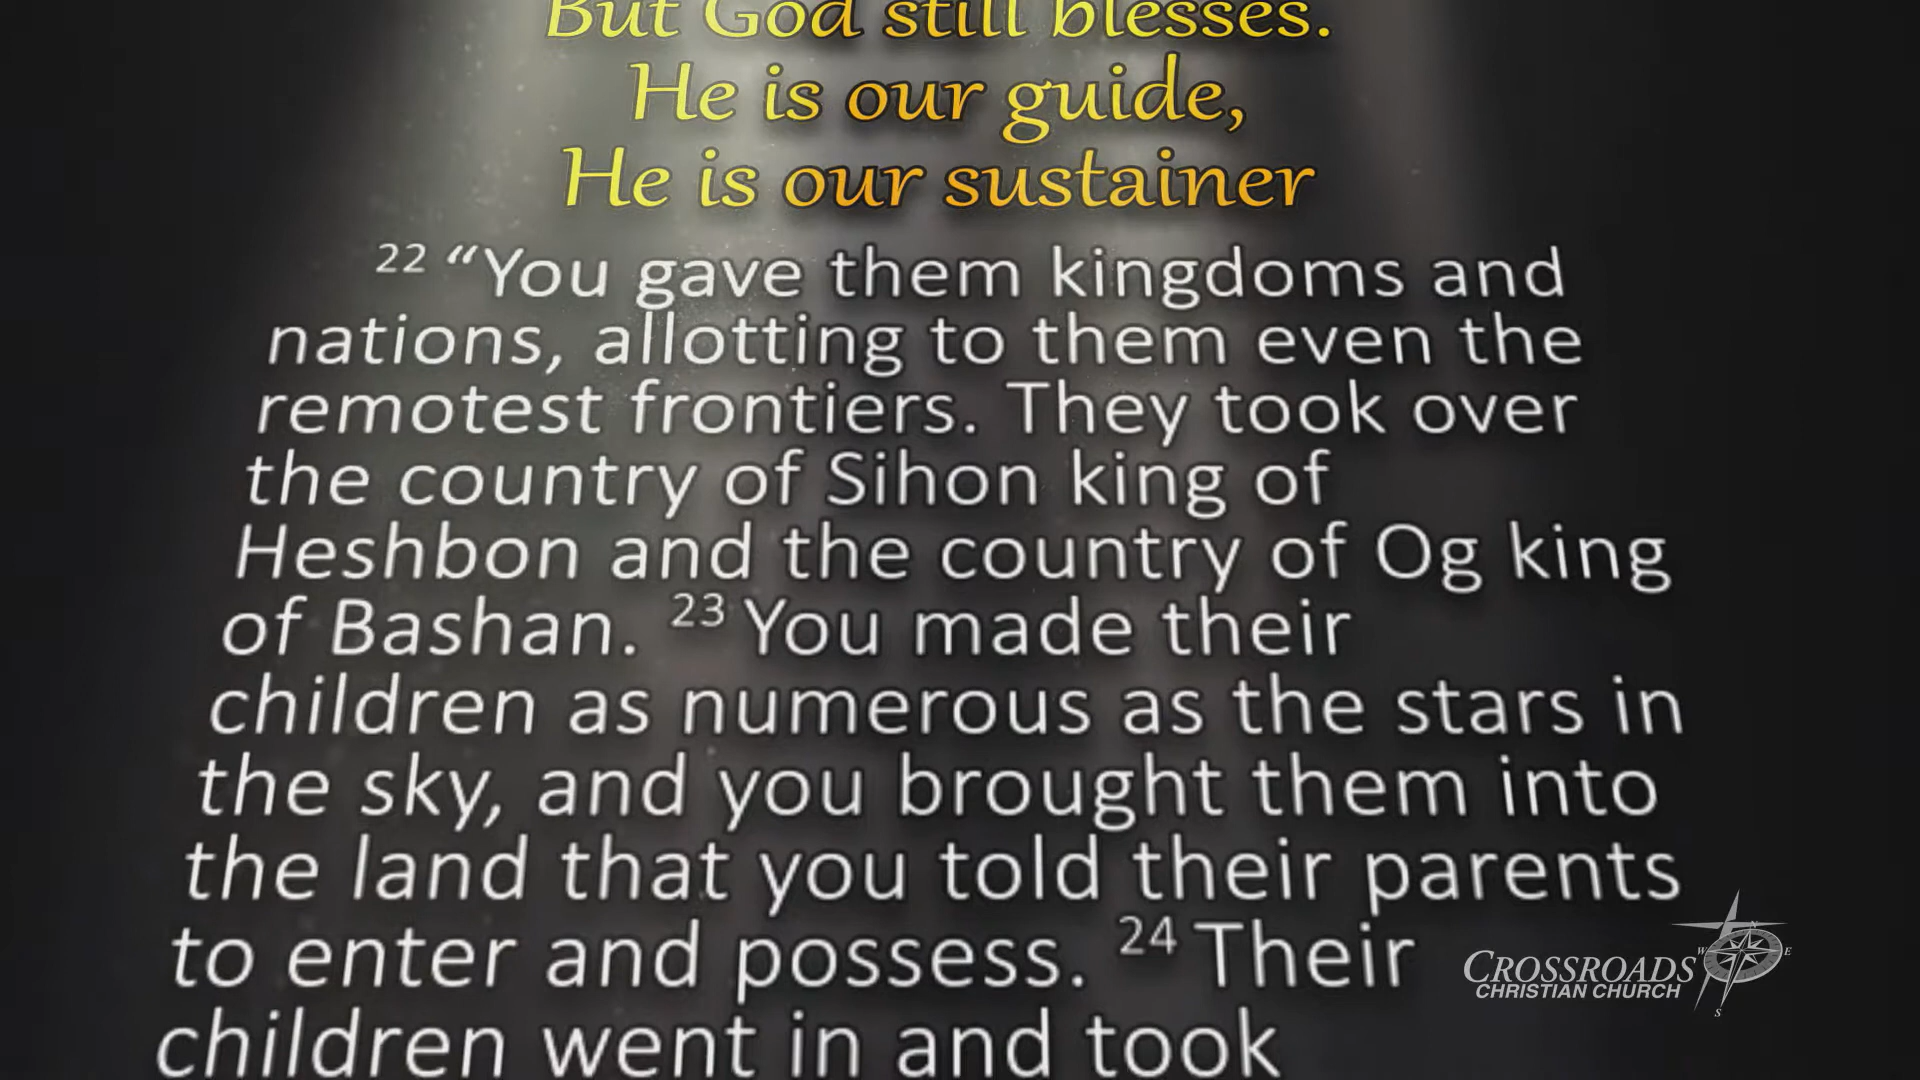 But God still blesses.
He is our guide,
He is our sustainer
22 “You gave them kingdoms and
nations, allotting to them even the
remotest frontiers. They took over
the country of Sihon king of
Heshbon and the country of Og king
of Bashan. 23 You made their
children as numerous as the stars in
the sky, and you brought them into
the land that you told their parents
to enter and possess. 24 Their
children went in and took
N
W E
CROSSROADS
CHRISTIAN CHURCH
S